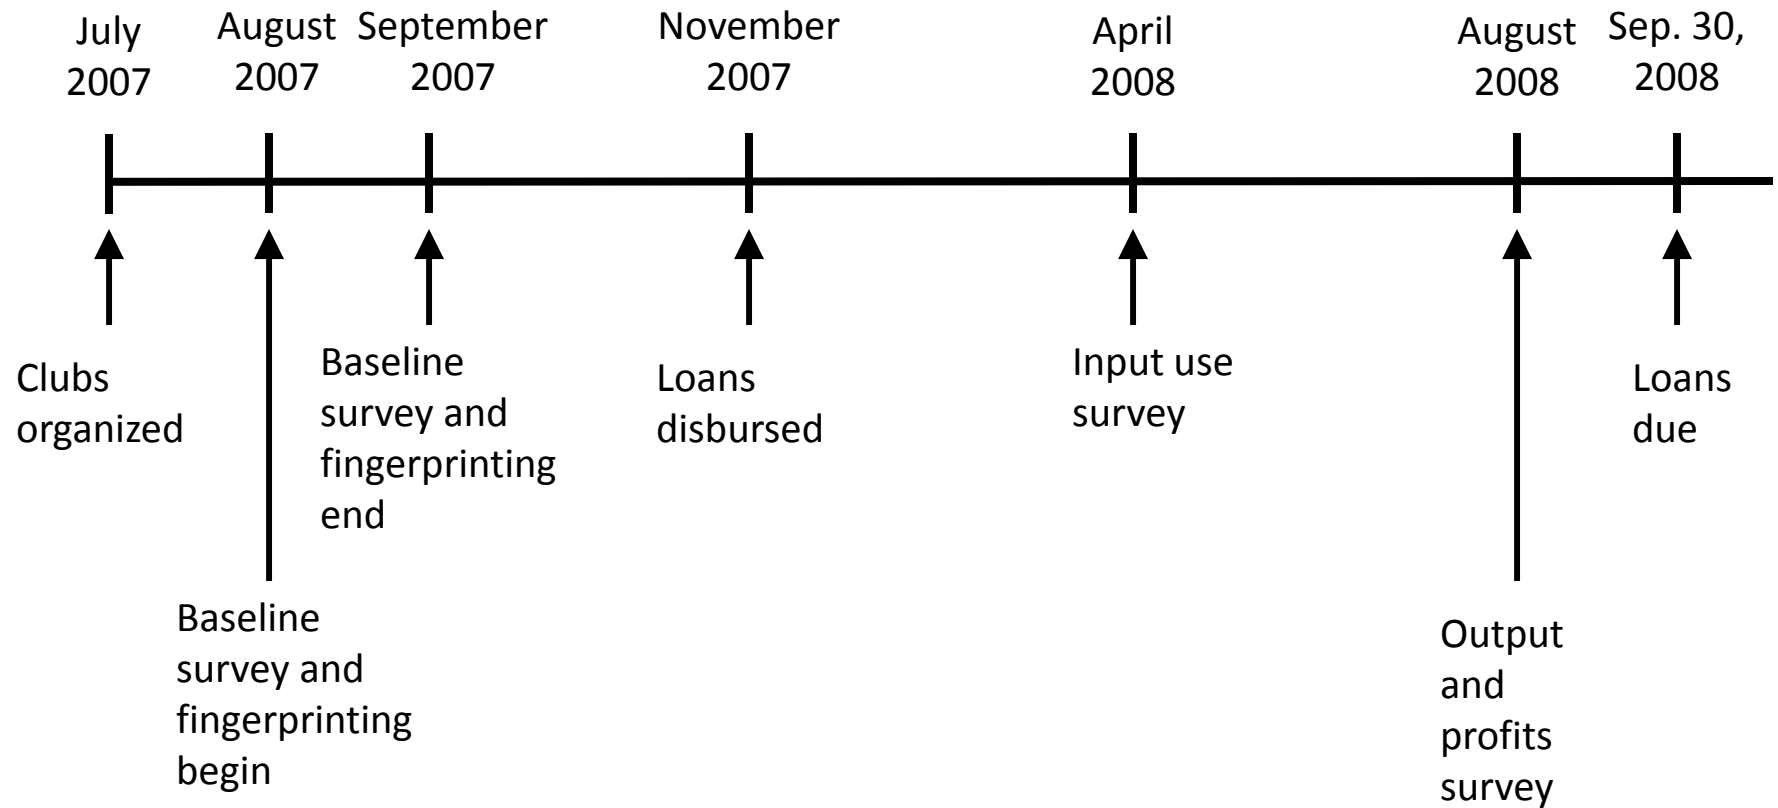 July
2007
August
2007
September
2007
November
2007
April
2008
August
2008
Sep. 30,
2008
Clubs
organized
Baseline
survey and
fingerprinting
begin
Baseline
survey and
fingerprinting
end
Loans
disbursed
Input use
survey
Output
and
profits
survey
Loans
due